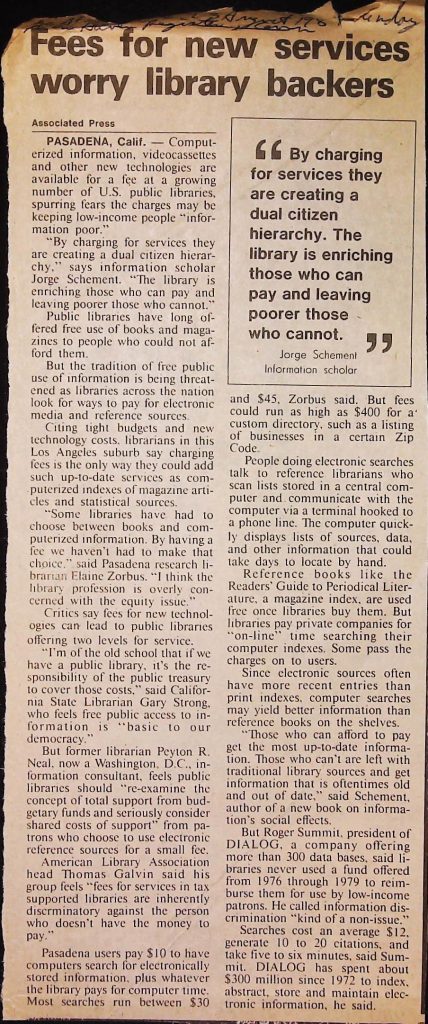 August
Fees for new services
worry library backers
Associated Press
PASADENA, Calif. — Comput-
erized information, videocassettes
and other new technologies are
available for a fee at a growing
number of U.S. public libraries,
spurring fears the charges may be
keeping low-income people "infor-
mation poor."
"By charging for services they
are creating a dual citizen hierar-
chy," says information scholar
Jorge Schement. "The library is
enriching those who can pay and
leaving poorer those who cannot."
Public libraries have long of-
fered free use of books and maga-
zines to people who could not af-
ford them.
But the tradition of free public
use of information is being threat-
ened as libraries across the nation
look for ways to pay for electronic
media and reference sources.
Citing tight budgets and new
technology costs, librarians in this
Los Angeles suburb say charging
fees is the only way they could add
such up-to-date services as com-
puterized indexes of magazine arti-
cles and statistical sources.
"Some libraries have had to
choose between books and com-
puterized information. By having a
fee we haven't had to make that
choice," said Pasadena research li-
brarian Elaine Zorbus. "I think the
library profession is overly con-
cerned with the equity issue."
Critics say fees for new technol-
ogies can lead to public libraries
offering two levels for service.
"I'm of the old school that if we
have a public library, it's the re-
sponsibility of the public treasury
to cover those costs," said Califor-
nia State Librarian Gary Strong,
who feels free public access to in-
formation is "basic to our
democracy."
But former librarian Peyton R.
Neal, now a Washington, D.C., in-
formation consultant, feels public
libraries should "re-examine the
concept of total support from bud-
getary funds and seriously consider
shared costs of support" from pa-
trons who choose to use electronic
reference sources for a small fee.
American Library Association
head Thomas Galvin said his
group feels "fees for services in tax
supported libraries are inherently
discrminatory against the person
who doesn't have the money to
pay."
Pasadena users pay $10 to have
computers search for electronically
stored information, plus whatever
the library pays for computer time.
Most searches run between $30
“ By charging
for services they
are creating a
dual citizen
hierarchy. The
library is enriching
those who can
pay and leaving
poorer those
who cannot. ”
Jorge Schement
Information scholar
and $45, Zorbus said. But fees
could run as high as $400 for a
custom directory, such as a listing
of businesses in a certain Zip
Code.
People doing electronic searches
talk to reference librarians who
scan lists stored in a central com-
puter and communicate with the
computer via a terminal hooked to
a phone line. The computer quick-
ly displays lists of sources, data,
and other information that could
take days to locate by hand.
Reference books like the
Readers' Guide to Periodical Liter-
ature, a magazine index, are used
free once libraries buy them. But
libraries pay private companies for
"on-line" time searching their
computer indexes. Some pass the
charges on to users.
Since electronic sources often
have more recent entries than
print indexes, computer searches
may yield better information than
reference books on the shelves.
"Those who can afford to pay
get the most up-to-date informa-
tion. Those who can't are left with
traditional library sources and get
information that is oftentimes old
and out of date," said Schement,
author of a new book on informa-
tion's social effects.
But Roger Summit, president of
DIALOG, a company offering
more than 300 data bases, said li-
braries never used a fund offered
from 1976 through 1979 to reim-
burse them for use by low-income
patrons. He called information dis-
crimination "kind of a non-issue."
Searches cost an average $12,
generate 10 to 20 citations, and
take five to six minutes, said Sum-
mit. DIALOG has spent about
$300 million since 1972 to index,
abstract, store and maintain elec-
tronic information, he said.